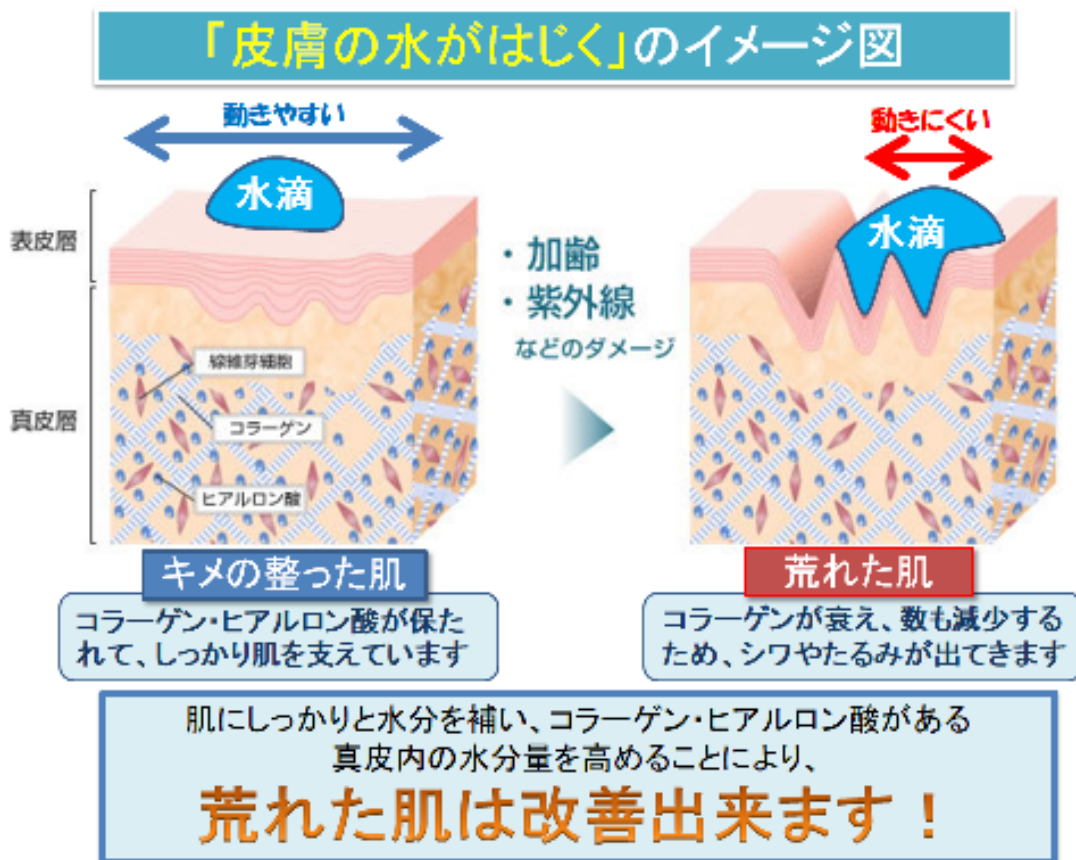 「皮膚の水がはじく」のイメージ図
動きやすい
水滴
表皮層
真皮層
線維芽細胞
コラーゲン
ヒアルロン酸
・加齢
・紫外線
などのダメージ
動きにくい
水滴
キメの整った肌
コラーゲン・ヒアルロン酸が保た
れて、しっかり肌を支えています
荒れた肌
コラーゲンが衰え、数も減少する
ため、シワやたるみが出てきます
肌にしっかりと水分を補い、コラーゲン・ヒアルロン酸がある
真皮内の水分量を高めることにより、
荒れた肌は改善出来ます！